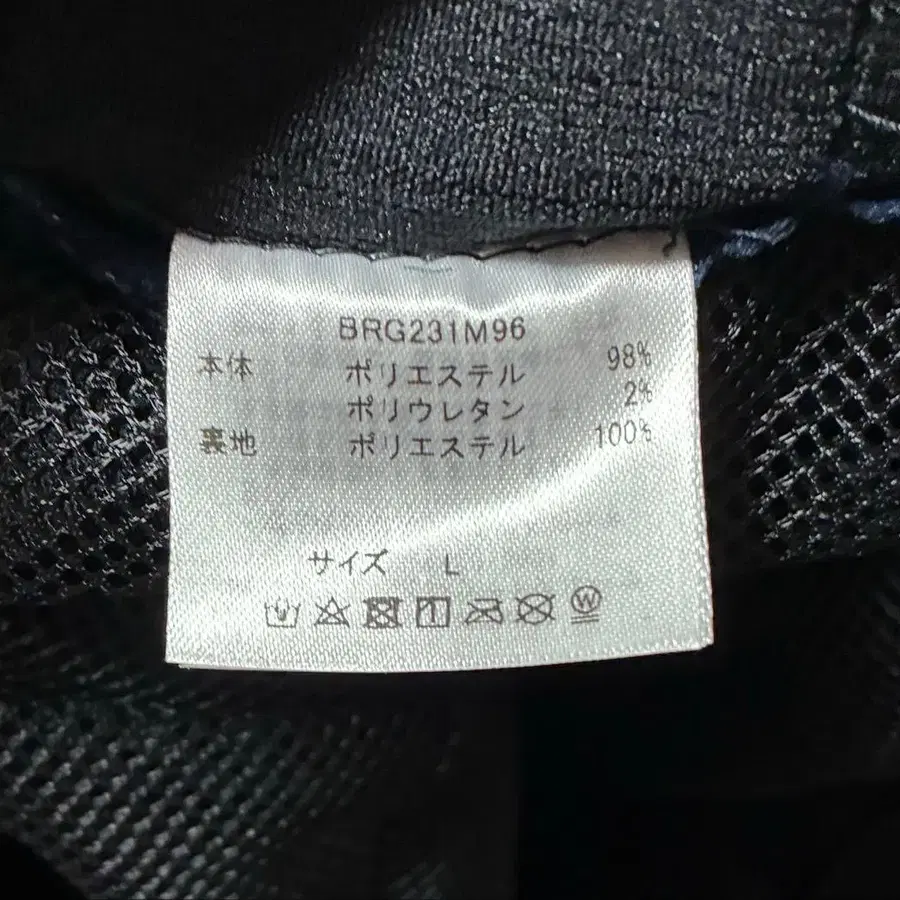 BRG231M96
本体 ポリエステル 98%
ポリウレタン 2%
裏地 ポリエステル 100%
サイズ L
W